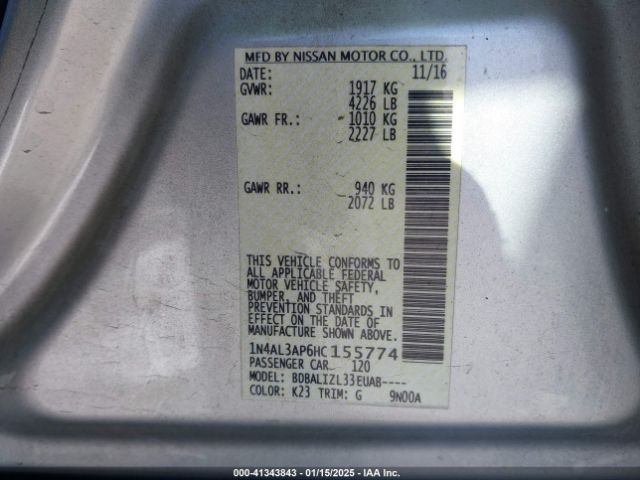 MFD BY NISSAN MOTOR CO., LTD.
DATE: 11/16
GVWR: 1917 KG
4226 LB
GAWR FR.: 1010 KG
2227 LB
GAWR RR.: 940 KG
2072 LB
THIS VEHICLE CONFORMS TO
ALL APPLICABLE FEDERAL
MOTOR VEHICLE SAFETY,
BUMPER, AND THEFT
PREVENTION STANDARDS IN
EFFECT ON THE DATE OF
MANUFACTURE SHOWN ABOVE.
1N4AL3AP6HC155774
PASSENGER CAR 120
MODEL: BDBALIZL33EUAB----
COLOR: K23 TRIM: G 9N00A
000-41343843 - 01/15/2025 - IAA Inc.